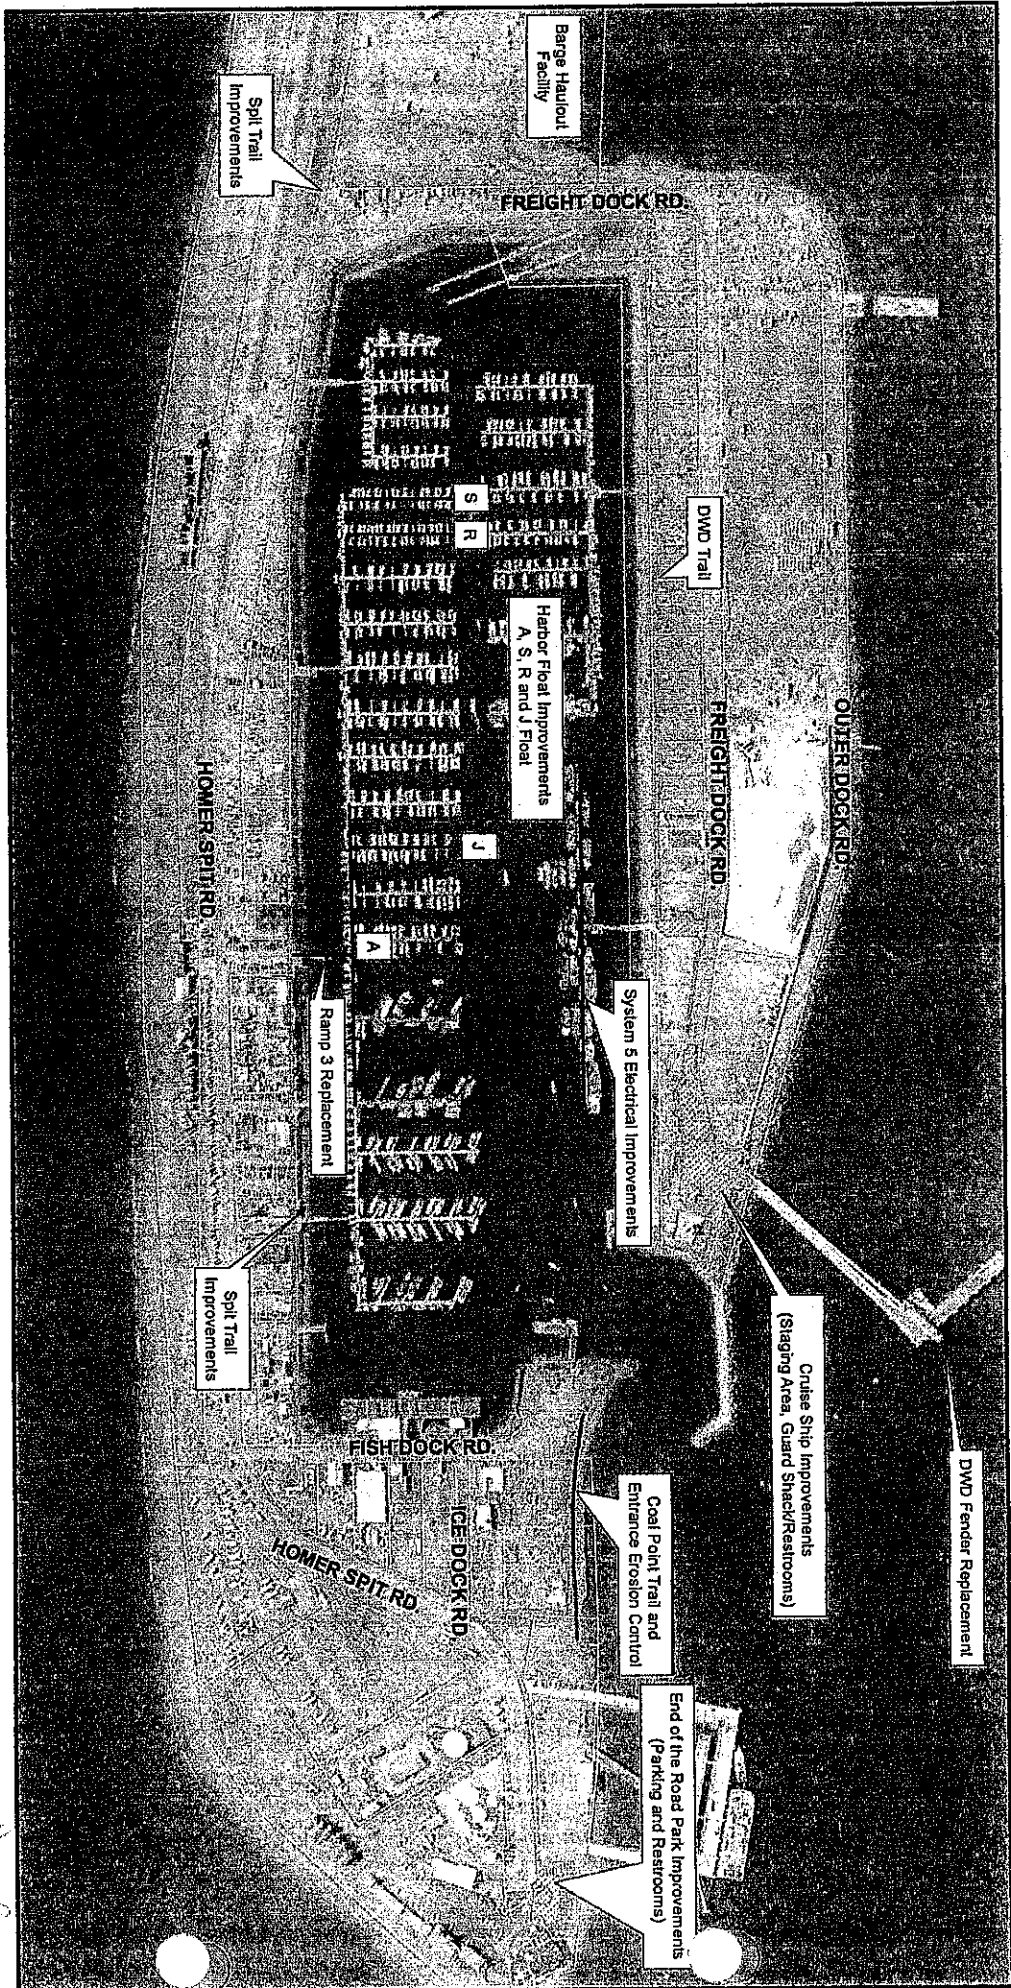 Barge Haulout
Facility
Spit Trail
Improvements
FREIGHT DOCK RD.
DWD Trail
S
R
Harbor Float Improvements
A, S, R and J Float
OUTER DOCK RD.
FREIGHT DOCK RD.
HOMER SPIT RD.
J
A
Ramp 3 Replacement
System 5 Electrical Improvements
Spit Trail
Improvements
Cruise Ship Improvements
(Staging Area, Guard Shack/Restrooms)
DWD Fender Replacement
FISH DOCK RD.
ICE DOCK RD.
HOMER SPIT RD.
Coal Point Trail and
Entrance Erosion Control
End of the Road Park Improvements
(Parking and Restrooms)